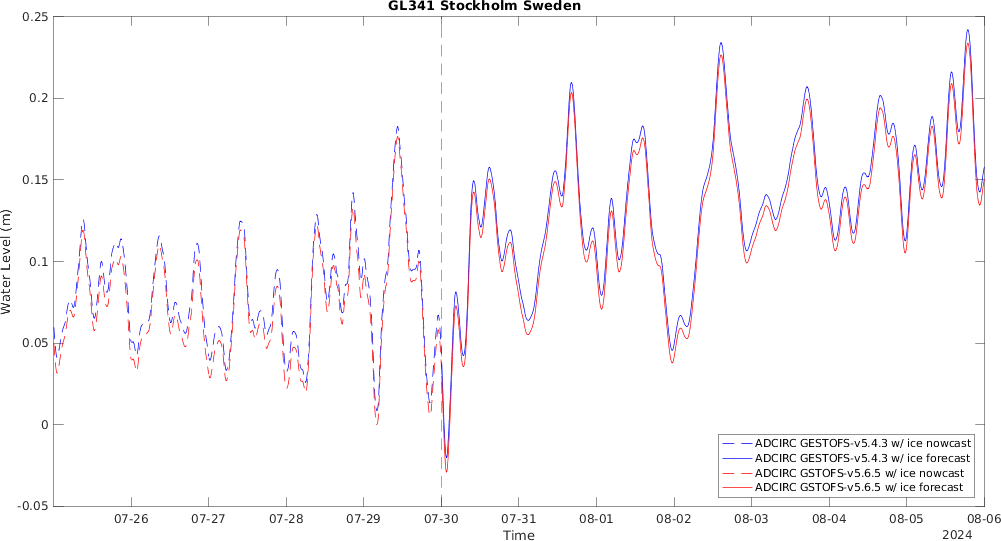 GL341 Stockholm Sweden
0.25
0.2
0.15
0.1
0.05
0
-0.05
Water Level (m)
ADCIRC GESTOFS-v5.4.3 w/ ice nowcast
ADCIRC GESTOFS-v5.4.3 w/ ice forecast
ADCIRC GSTOFS-v5.6.5 w/ ice nowcast
ADCIRC GSTOFS-v5.6.5 w/ ice forecast
07-26 07-27 07-28 07-29 07-30 07-31 08-01 08-02 08-03 08-04 08-05 08-06
Time
2024